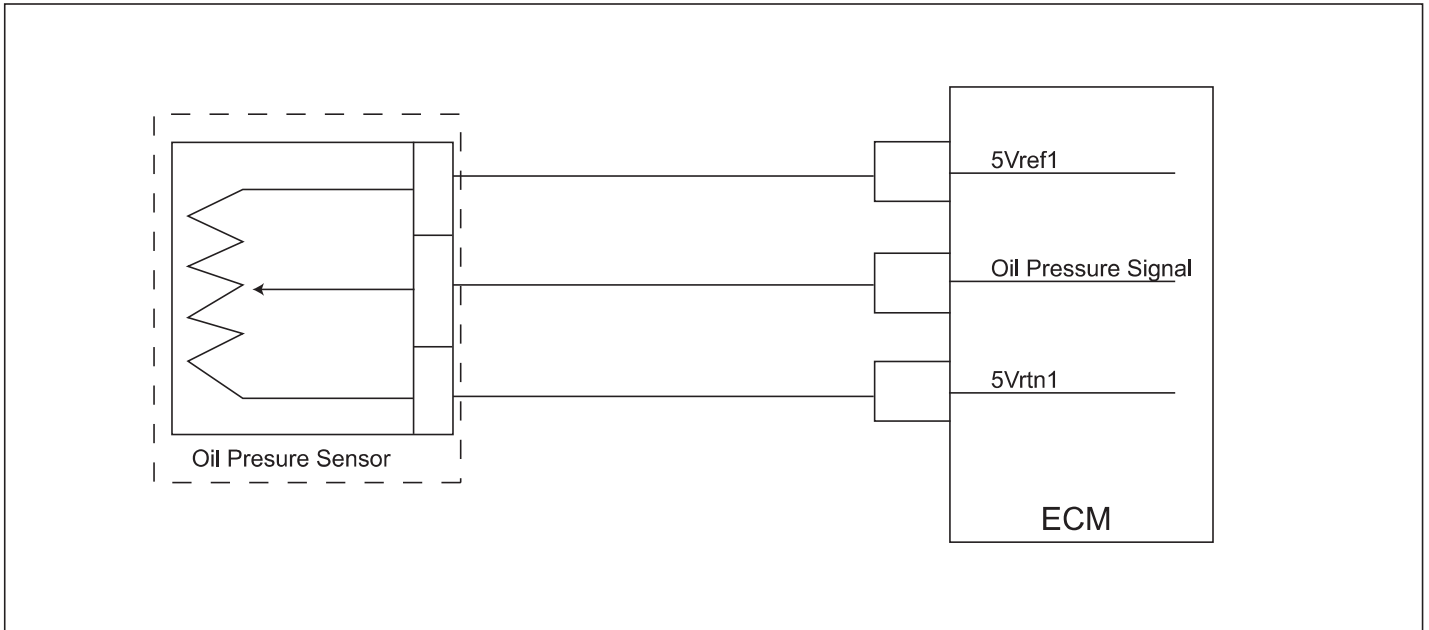 5Vref1
Oil Pressure Signal
5Vrtn1
Oil Presure Sensor
ECM